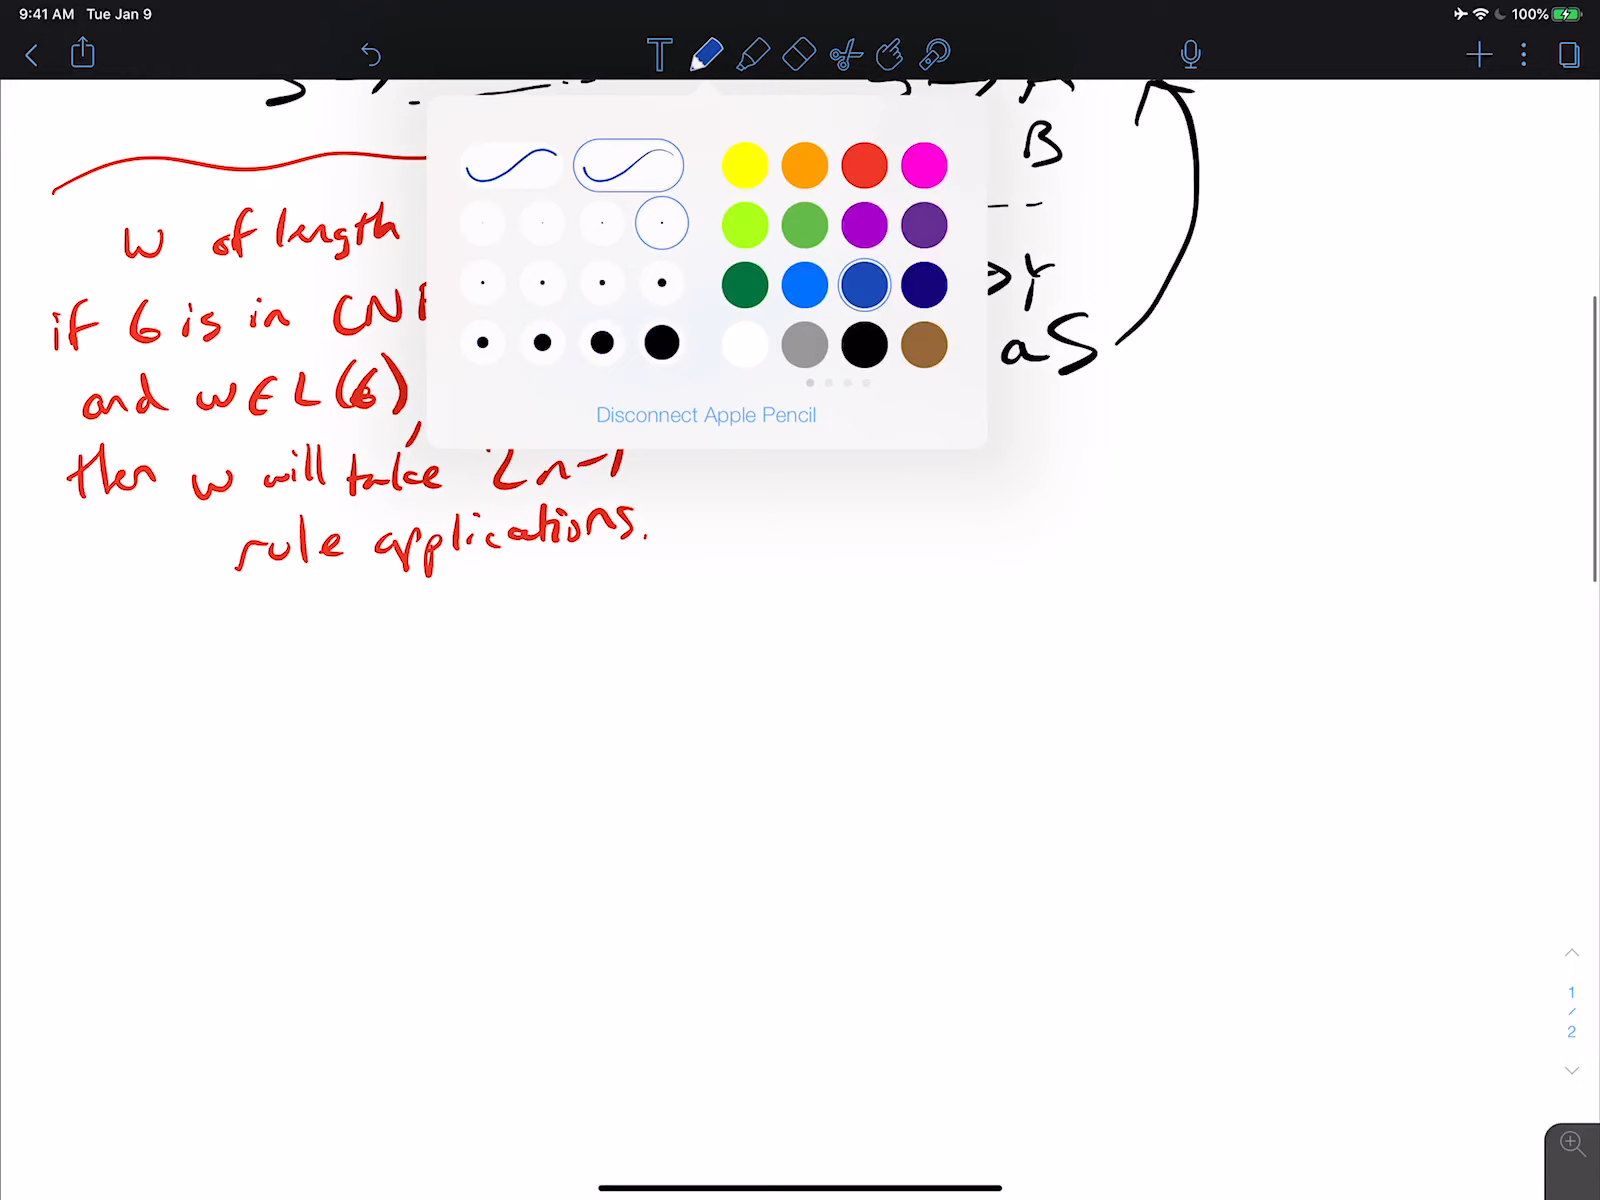 9:41 AM Tue Jan 9
100%
T
B
w of length
if G is in CNF
aS
and w ∈ L(G),
Disconnect Apple Pencil
then w will take 2n-1
rule applications.
1
/
2